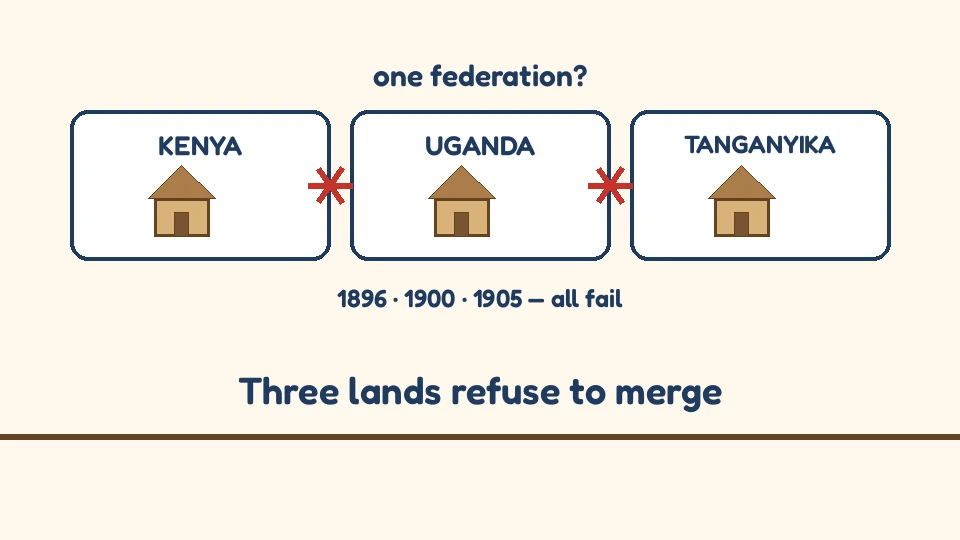 one federation?
KENYA
UGANDA
TANGANYIKA
1896 · 1900 · 1905 — all fail
Three lands refuse to merge